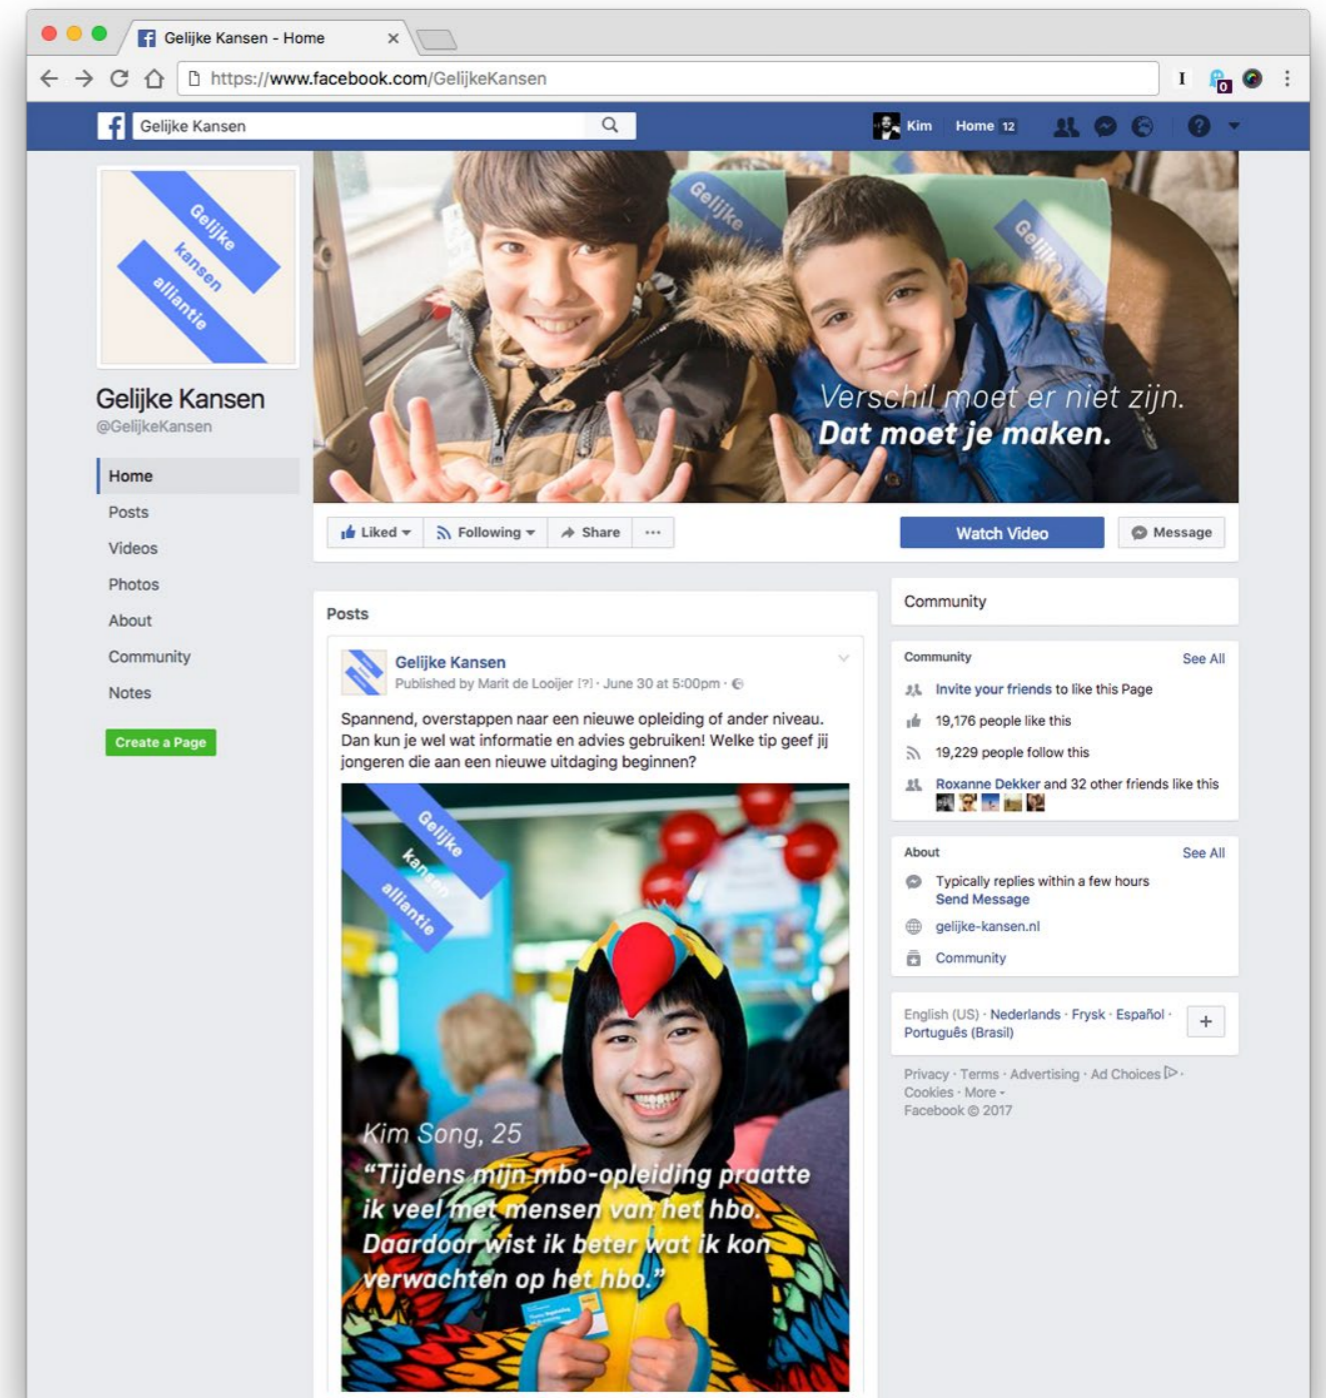 Gelijke Kansen - Home
https://www.facebook.com/GelijkeKansen
I
0
Gelijke Kansen
Kim
Home 12
Gelijke
kansen
alliantie
Gelijke
Gelijke
Verschil moet er niet zijn.
Dat moet je maken.
Gelijke Kansen
@GelijkeKansen
Home
Posts
Videos
Photos
About
Community
Notes
Create a Page
Liked
Following
Share
Watch Video
Message
Posts
Gelijke Kansen
Published by Marit de Looijer [?] · June 30 at 5:00pm ·
Spannend, overstappen naar een nieuwe opleiding of ander niveau.
Dan kun je wel wat informatie en advies gebruiken! Welke tip geef jij
jongeren die aan een nieuwe uitdaging beginnen?
Gelijke
kansen
alliantie
Kim Song, 25
“Tijdens mijn mbo-opleiding praatte
ik veel met mensen van het hbo.
Daardoor wist ik beter wat ik kon
verwachten op het hbo.”
Community
Community
See All
Invite your friends to like this Page
19,176 people like this
19,229 people follow this
Roxanne Dekker and 32 other friends like this
About
See All
Typically replies within a few hours
Send Message
gelijke-kansen.nl
Community
English (US) · Nederlands · Frysk · Español ·
Português (Brasil)
Privacy · Terms · Advertising · Ad Choices ·
Cookies · More
Facebook © 2017